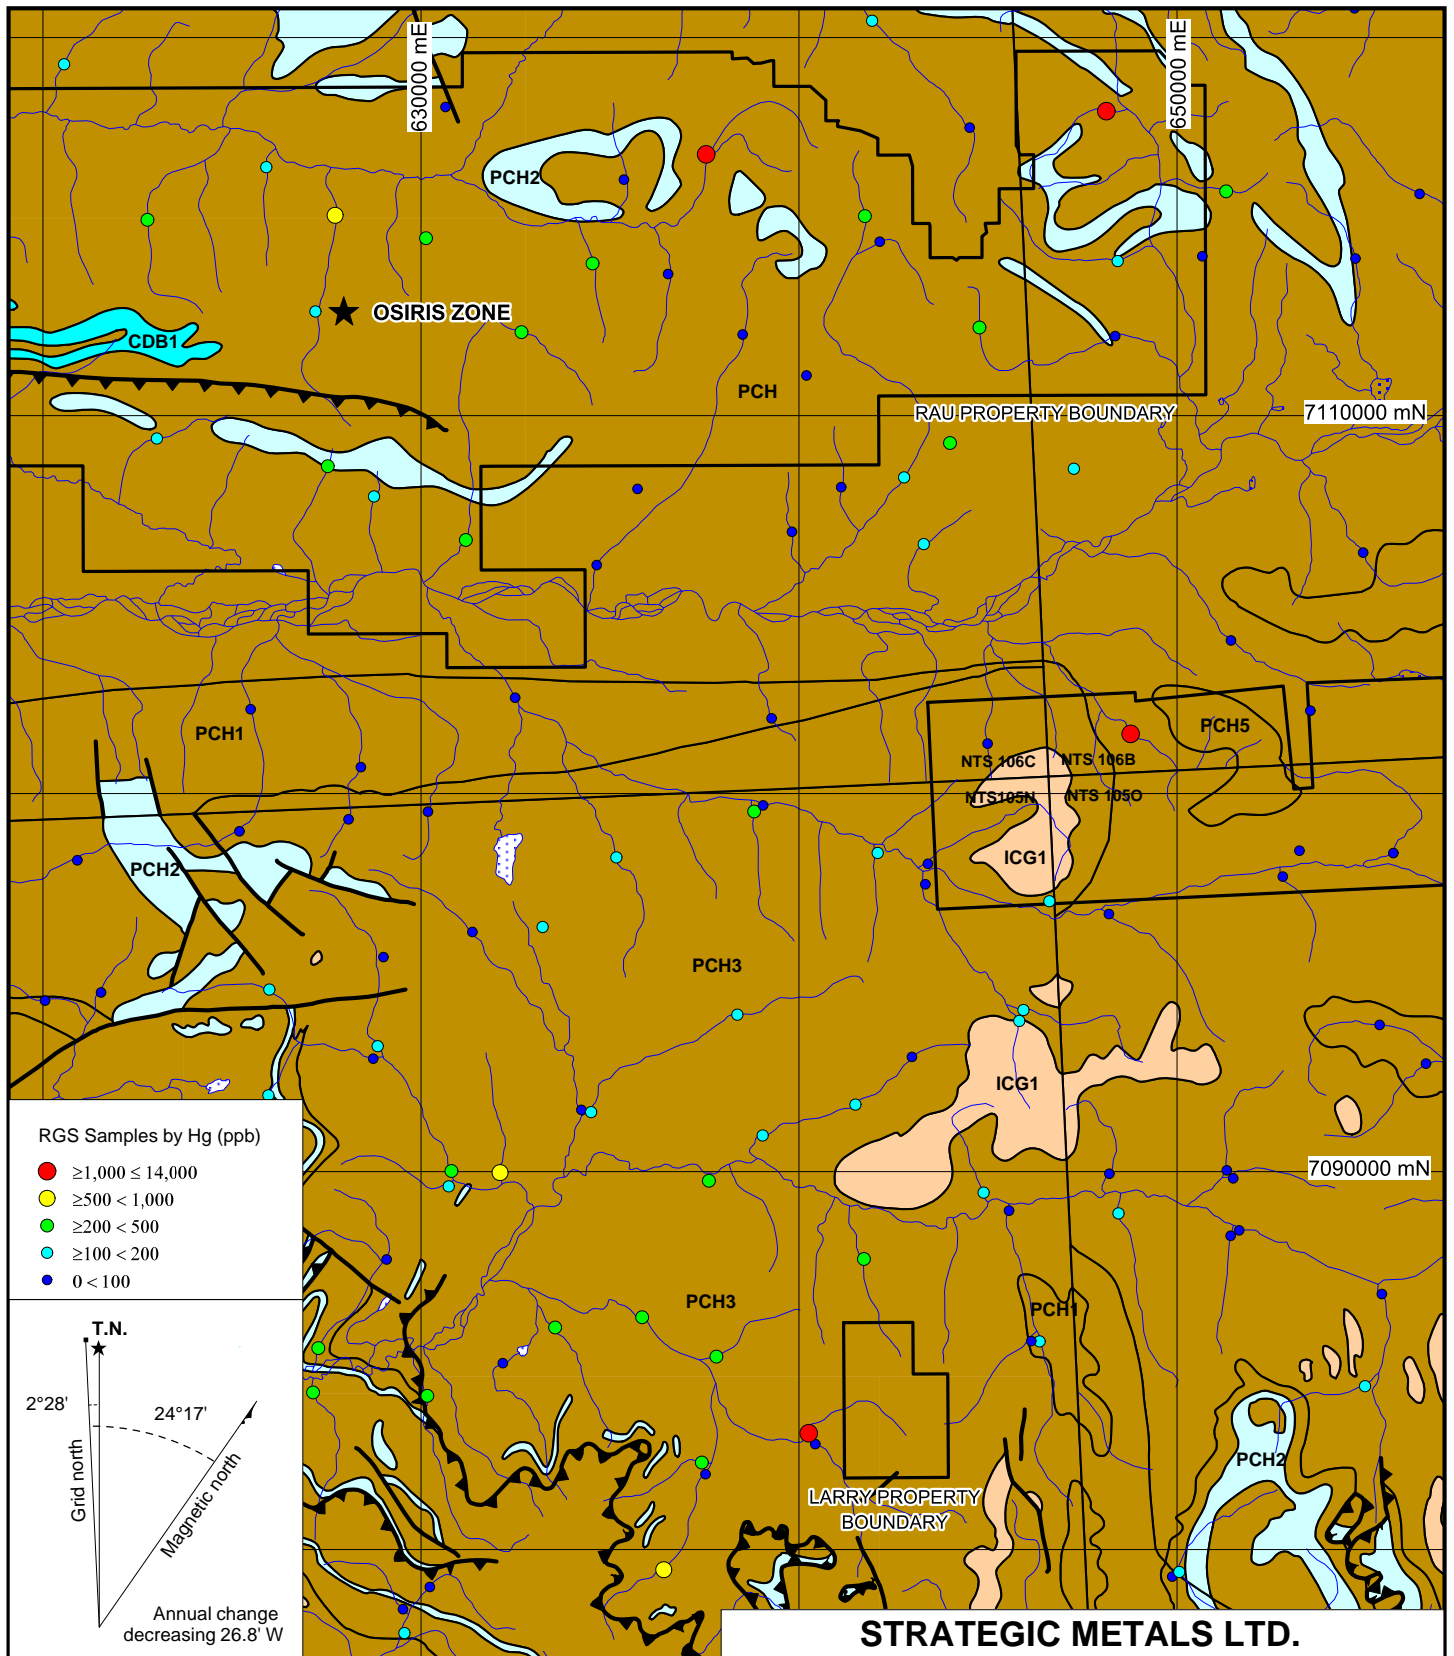 630000 mE
650000 mE
PCH2
OSIRIS ZONE
CDB1
PCH
RAU PROPERTY BOUNDARY
7110000 mN
PCH1
PCH5
NTS 106C
NTS 106B
NTS105N
NTS 105O
ICG1
PCH2
PCH3
ICG1
RGS Samples by Hg (ppb)
≥1,000 ≤ 14,000
≥500 < 1,000
≥200 < 500
≥100 < 200
0 < 100
7090000 mN
PCH3
PCH1
T.N.
2°28'
24°17'
Grid north
Magnetic north
Annual change
decreasing 26.8' W
PCH2
LARRY PROPERTY
BOUNDARY
STRATEGIC METALS LTD.